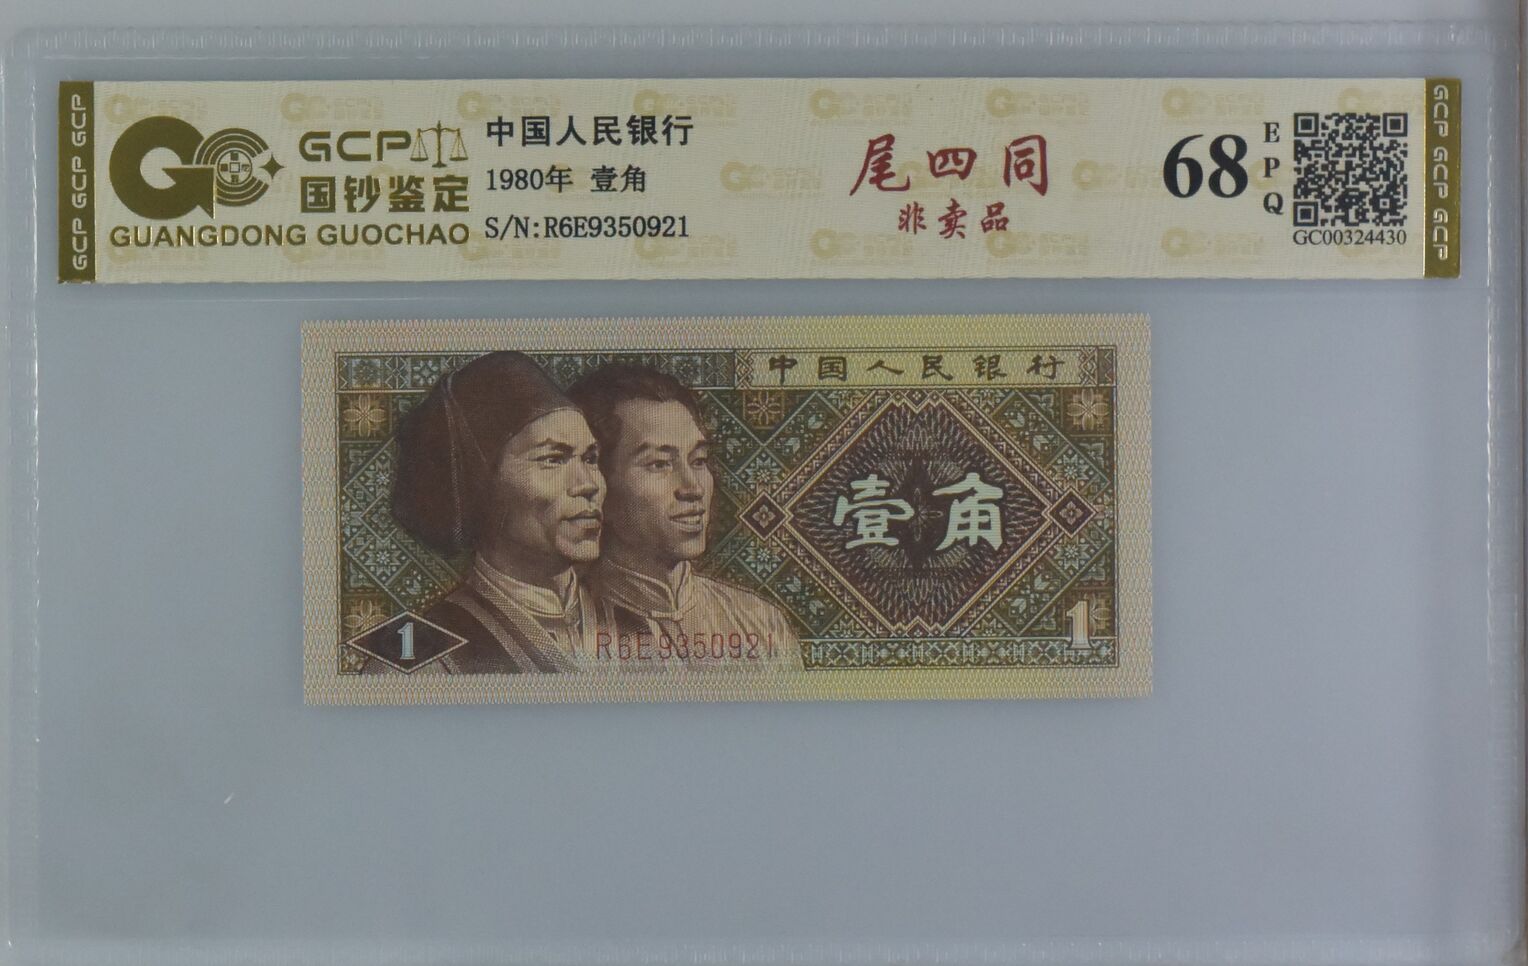 GCP GCP GCP
GCP
国钞鉴定
GUANGDONG GUOCHAO
中国人民银行
1980年 壹角
S/N:R6E9350921
尾四同
非卖品
68
EPQ
GC00324430
GCP GCP GCP
中国人民银行
壹角
1
R6E9350921
1